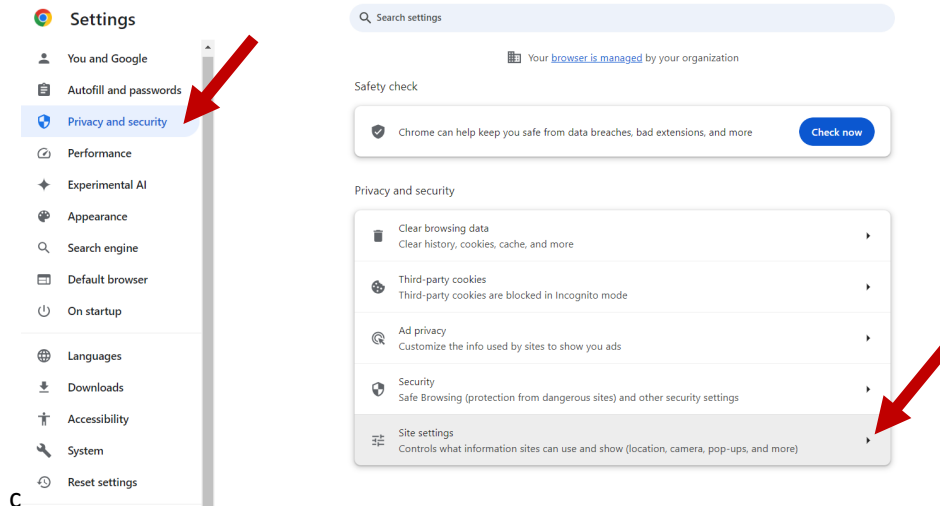 Settings
You and Google
Autofill and passwords
Privacy and security
Performance
Experimental AI
Appearance
Search engine
Default browser
On startup
Languages
Downloads
Accessibility
System
Reset settings
c
Search settings
Your browser is managed by your organization
Safety check
Chrome can help keep you safe from data breaches, bad extensions, and more
Check now
Privacy and security
Clear browsing data
Clear history, cookies, cache, and more
Third-party cookies
Third-party cookies are blocked in Incognito mode
Ad privacy
Customize the info used by sites to show you ads
Security
Safe Browsing (protection from dangerous sites) and other security settings
Site settings
Controls what information sites can use and show (location, camera, pop-ups, and more)